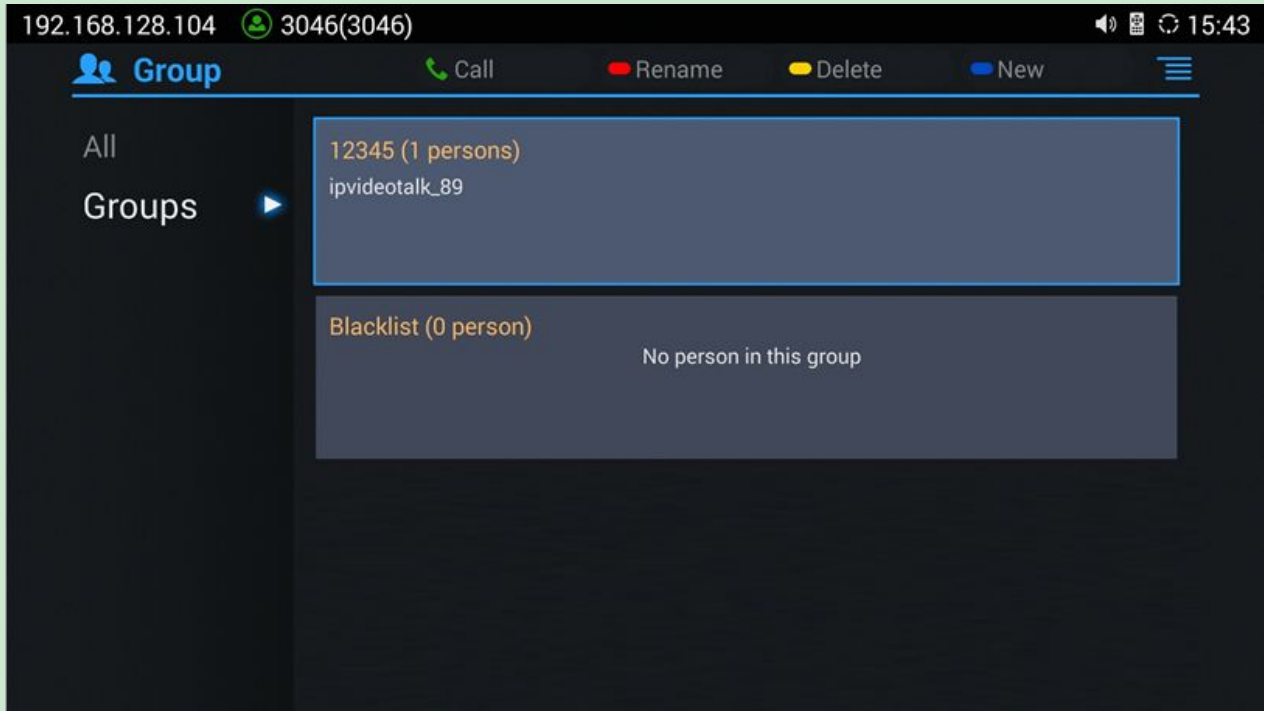 192.168.128.104 3046(3046) 15:43
Group Call Rename Delete New
All
Groups
12345 (1 persons)
ipvideotalk_89
Blacklist (0 person)
No person in this group